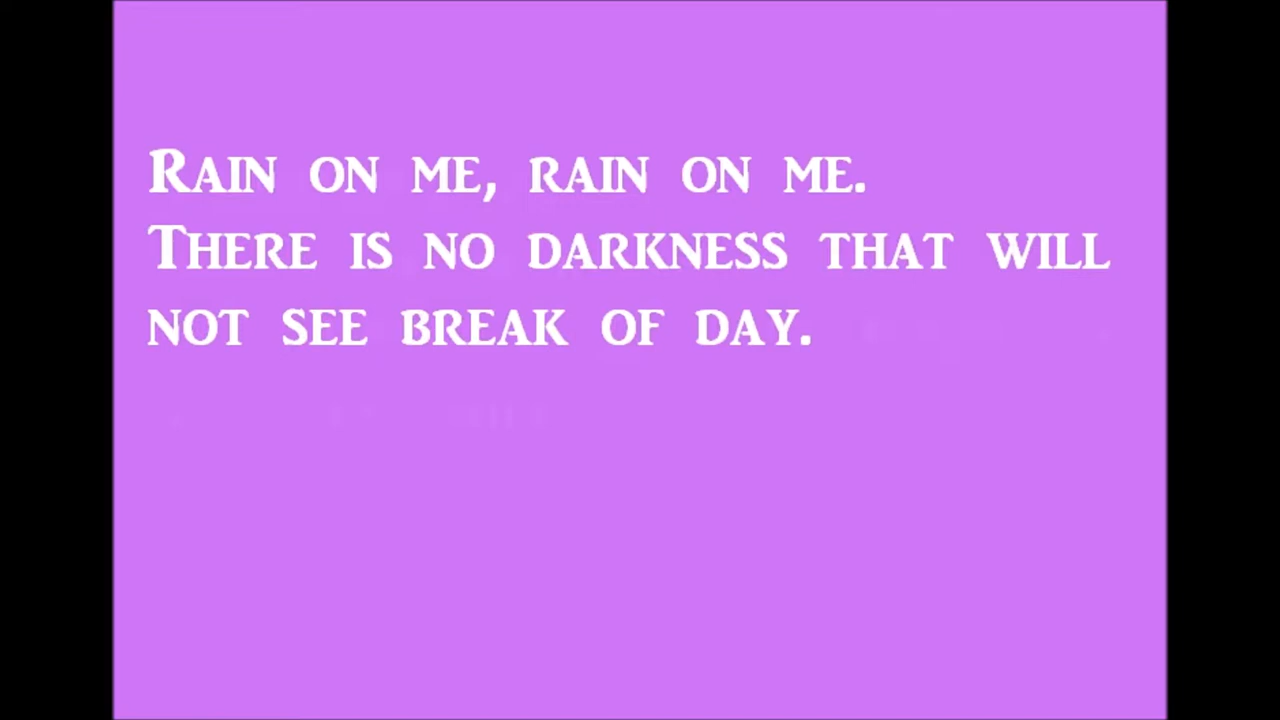 Rain on me, rain on me.
There is no darkness that will
not see break of day.